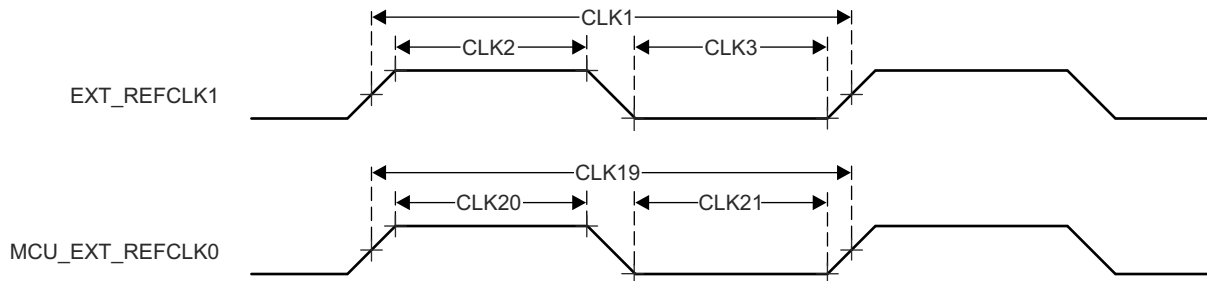 CLK1
CLK2 CLK3
EXT_REFCLK1
CLK19
CLK20 CLK21
MCU_EXT_REFCLK0